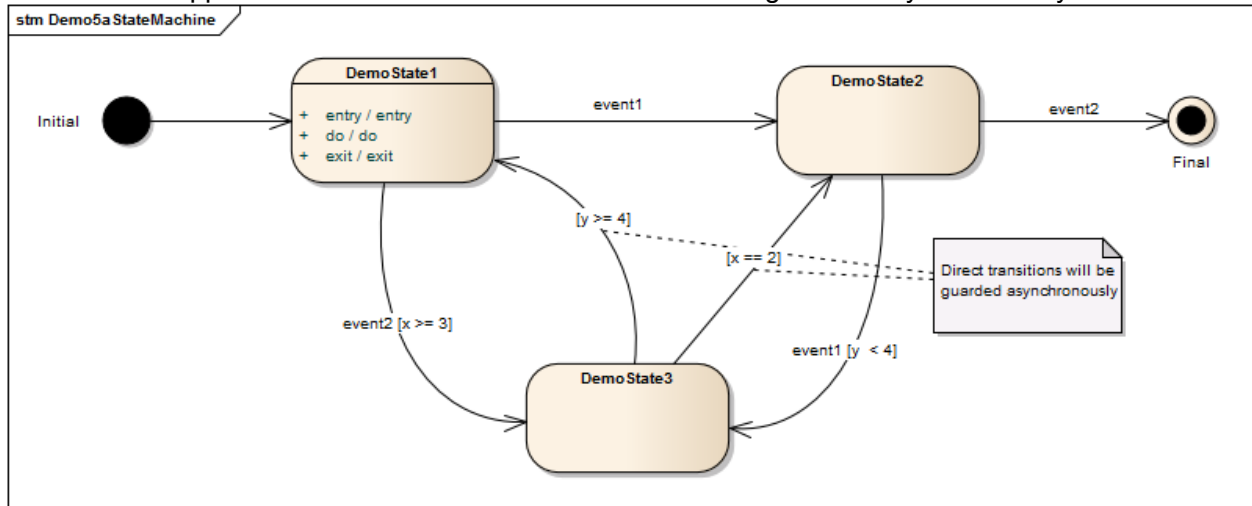 stm Demo5aStateMachine
DemoState1
DemoState2
Initial
+ entry / entry
+ do / do
+ exit / exit
event1
event2
Final
[y >= 4]
[x == 2]
Direct transitions will be
guarded asynchronously
event2 [x >= 3]
event1 [y < 4]
DemoState3